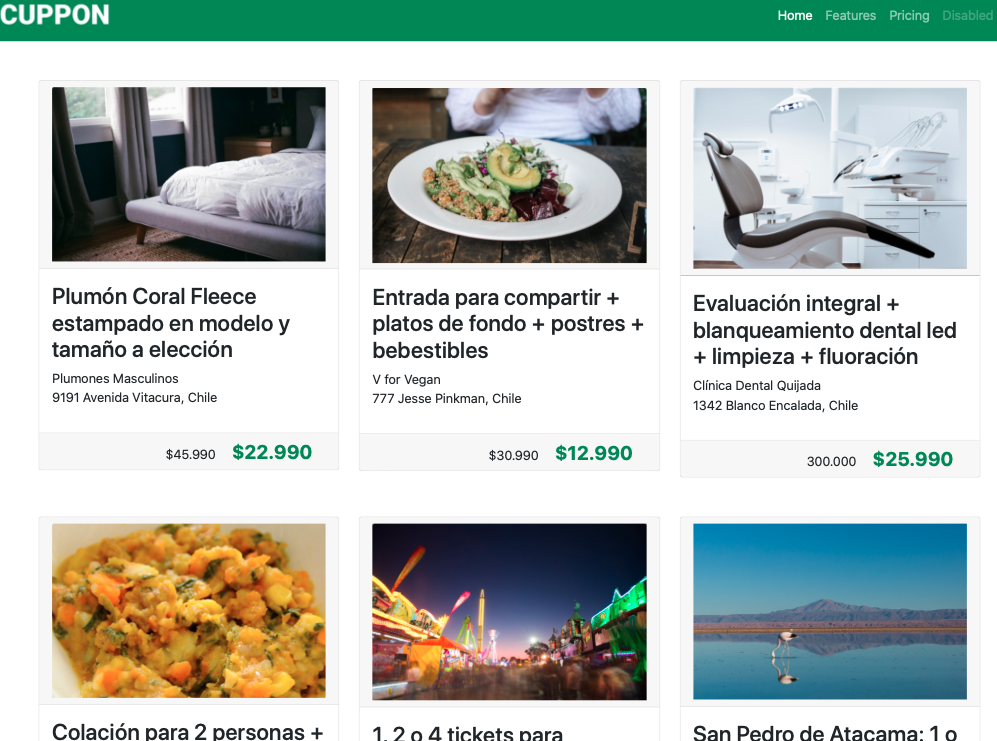 CUPPON
Home Features Pricing Disabled
Plumón Coral Fleece
estampado en modelo y
tamaño a elección
Plumones Masculinos
9191 Avenida Vitacura, Chile
$45.990 $22.990
Entrada para compartir +
platos de fondo + postres +
bebestibles
V for Vegan
777 Jesse Pinkman, Chile
$30.990 $12.990
Evaluación integral +
blanqueamiento dental led
+ limpieza + fluoración
Clínica Dental Quijada
1342 Blanco Encalada, Chile
300.000 $25.990
Colación para 2 personas +
1, 2 o 4 tickets para
San Pedro de Atacama: 1 o